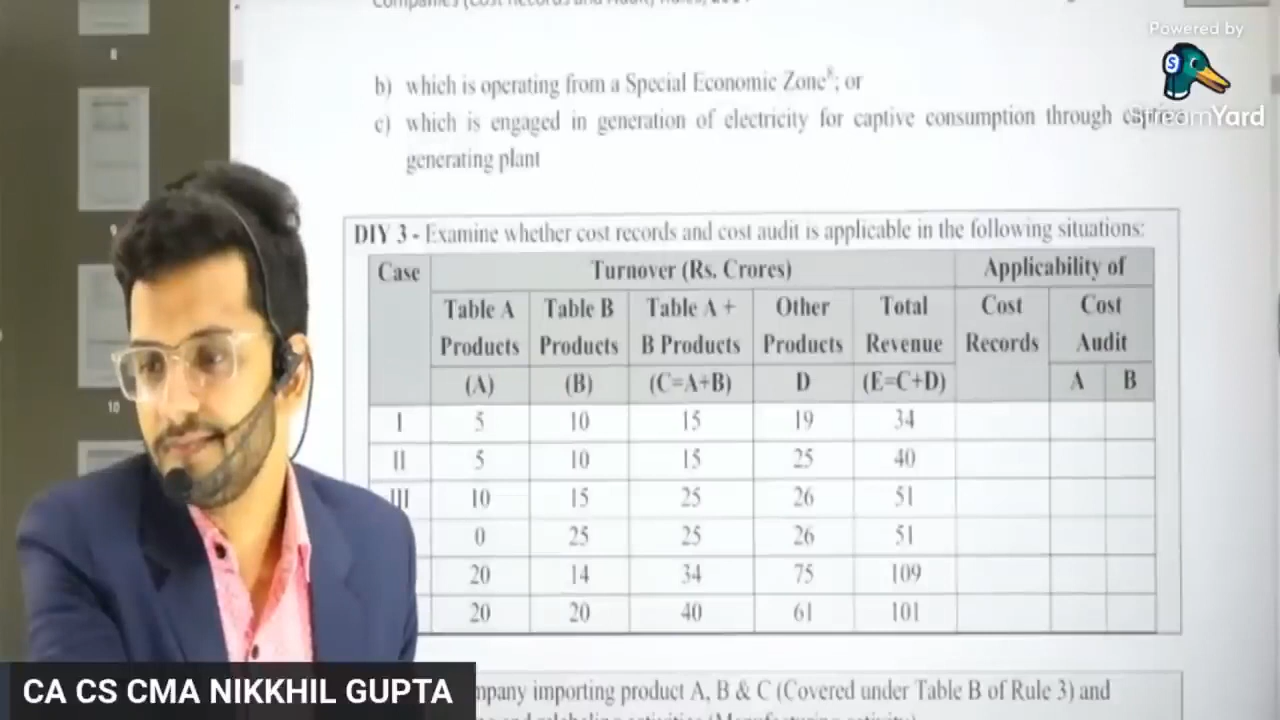 Powered by
StreamYard
b) which is operating from a Special Economic Zone⁸; or
c) which is engaged in generation of electricity for captive consumption through captive
generating plant
8
9
10
DIY 3 - Examine whether cost records and cost audit is applicable in the following situations:
Case Turnover (Rs. Crores) Applicability of
Table A Table B Table A + Other Total Cost Cost
Products Products B Products Products Revenue Records Audit
(A) (B) (C=A+B) D (E=C+D) A B
I 5 10 15 19 34
II 5 10 15 25 40
III 10 15 25 26 51
0 25 25 26 51
20 14 34 75 109
20 20 40 61 101
CA CS CMA NIKKHIL GUPTA
importing product A, B & C (Covered under Table B of Rule 3) and